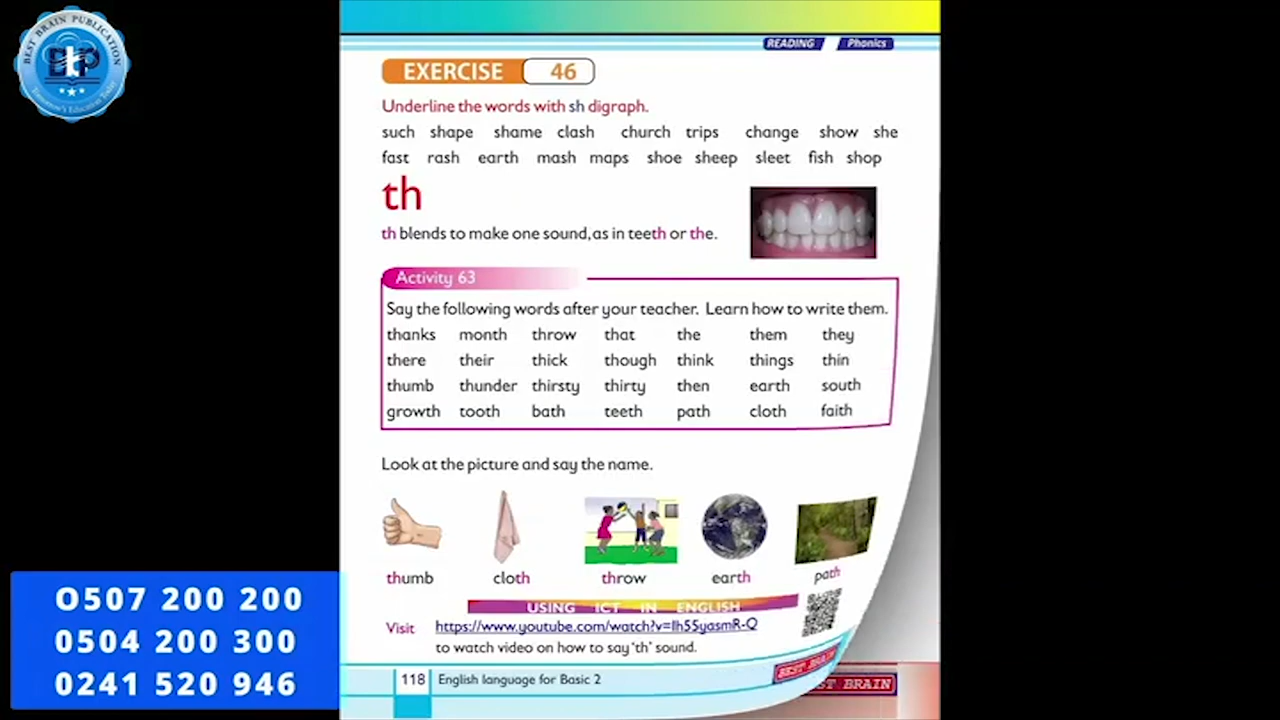 BEST BRAIN PUBLICATION
Tomorrow's Education Today
READING Phonics
EXERCISE 46
Underline the words with sh digraph.
such shape shame clash church trips change show she
fast rash earth mash maps shoe sheep sleet fish shop
th
th blends to make one sound, as in teeth or the.
Activity 63
Say the following words after your teacher. Learn how to write them.
thanks month throw that the them they
there their thick though think things thin
thumb thunder thirsty thirty then earth south
growth tooth bath teeth path cloth faith
Look at the picture and say the name.
thumb cloth throw earth path
USING ICT IN ENGLISH
Visit https://www.youtube.com/watch?v=Ih55yasmR-Q
to watch video on how to say 'th' sound.
118 English language for Basic 2
BEST BRAIN
BRAIN
O507 200 200
0504 200 300
0241 520 946